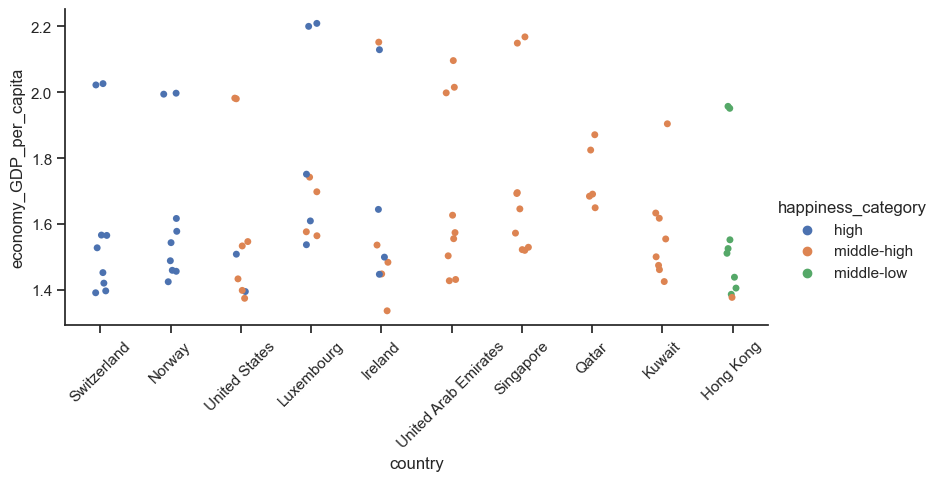 economy_GDP_per_capita
2.2
2.0
1.8
1.6
1.4
Switzerland
Norway
United States
Luxembourg
Ireland
United Arab Emirates
Singapore
Qatar
Kuwait
Hong Kong
country
happiness_category
high
middle-high
middle-low